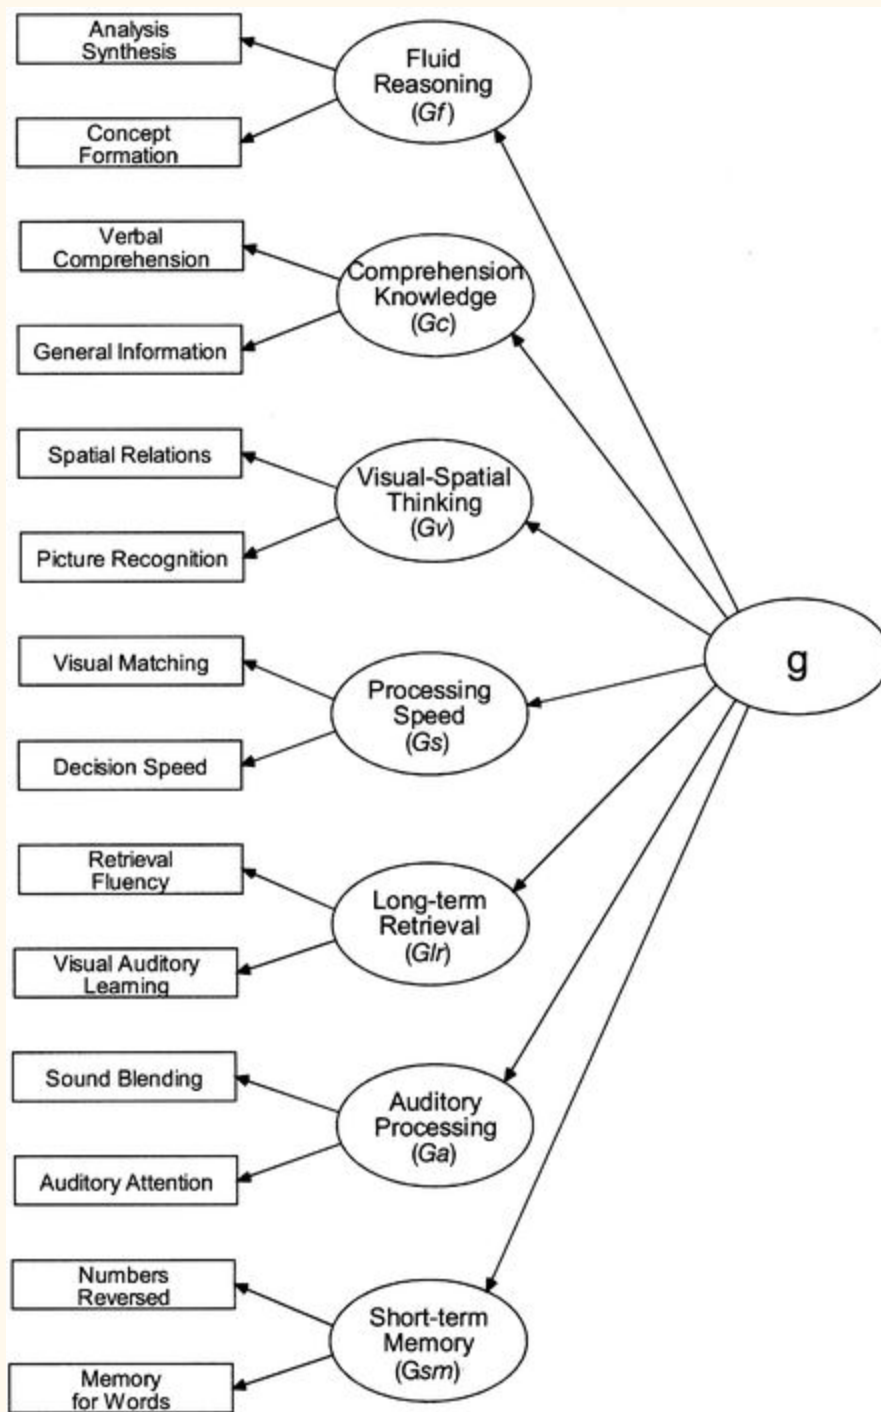 Analysis
Synthesis
Fluid
Reasoning
(Gf)
Concept
Formation
Verbal
Comprehension
Comprehension
Knowledge
(Gc)
General Information
Spatial Relations
Visual-Spatial
Thinking
(Gv)
Picture Recognition
g
Visual Matching
Processing
Speed
(Gs)
Decision Speed
Retrieval
Fluency
Long-term
Retrieval
(Glr)
Visual Auditory
Learning
Sound Blending
Auditory
Processing
(Ga)
Auditory Attention
Numbers
Reversed
Short-term
Memory
(Gsm)
Memory
for Words